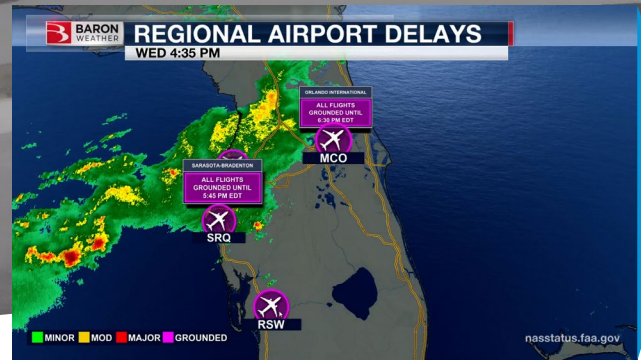 BARON
WEATHER
REGIONAL AIRPORT DELAYS
WED 4:35 PM
ORLANDO INTERNATIONAL
ALL FLIGHTS
GROUNDED UNTIL
6:30 PM EDT
MCO
SARASOTA-BRADENTON
ALL FLIGHTS
GROUNDED UNTIL
5:45 PM EDT
SRQ
RSW
MINOR MOD MAJOR GROUNDED
nasstatus.faa.gov